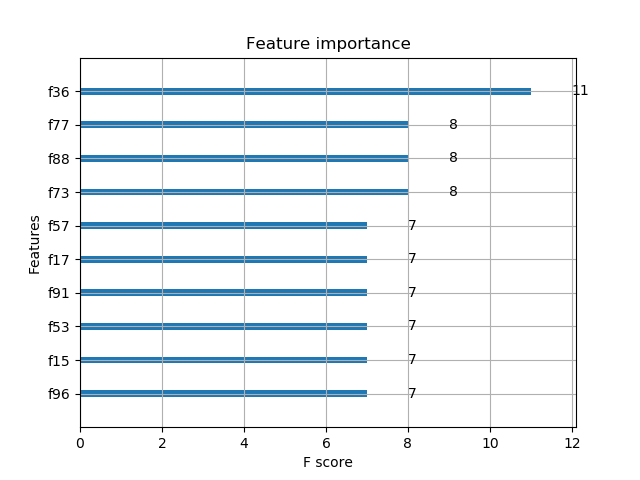 Feature importance
f36 11
f77 8
f88 8
f73 8
f57 7
f17 7
f91 7
f53 7
f15 7
f96 7
Features
0 2 4 6 8 10 12
F score